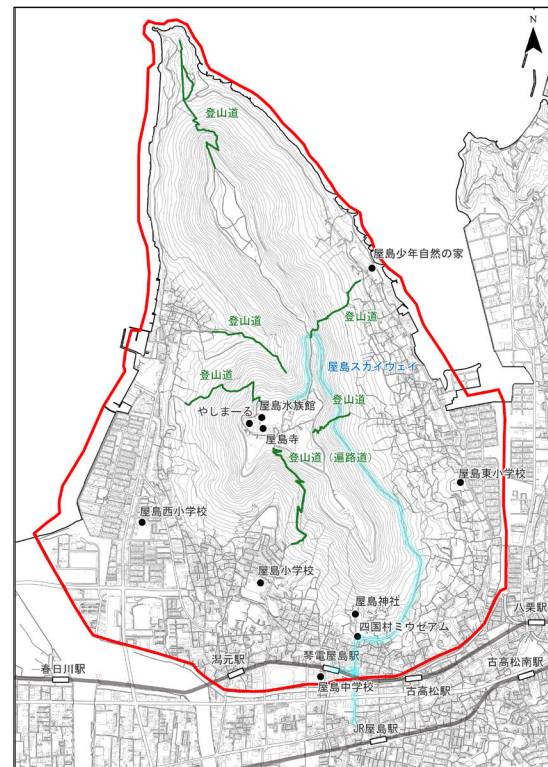 N
登山道
屋島少年自然の家
登山道
登山道
屋島スカイウェイ
登山道
登山道
屋島水族館
やしまーる
屋島寺
登山道(遍路道)
屋島東小学校
屋島西小学校
屋島小学校
屋島神社
四国村ミウゼアム
八栗駅
琴電屋島駅
潟元駅
春日川駅
古高松南駅
屋島中学校
古高松駅
JR屋島駅